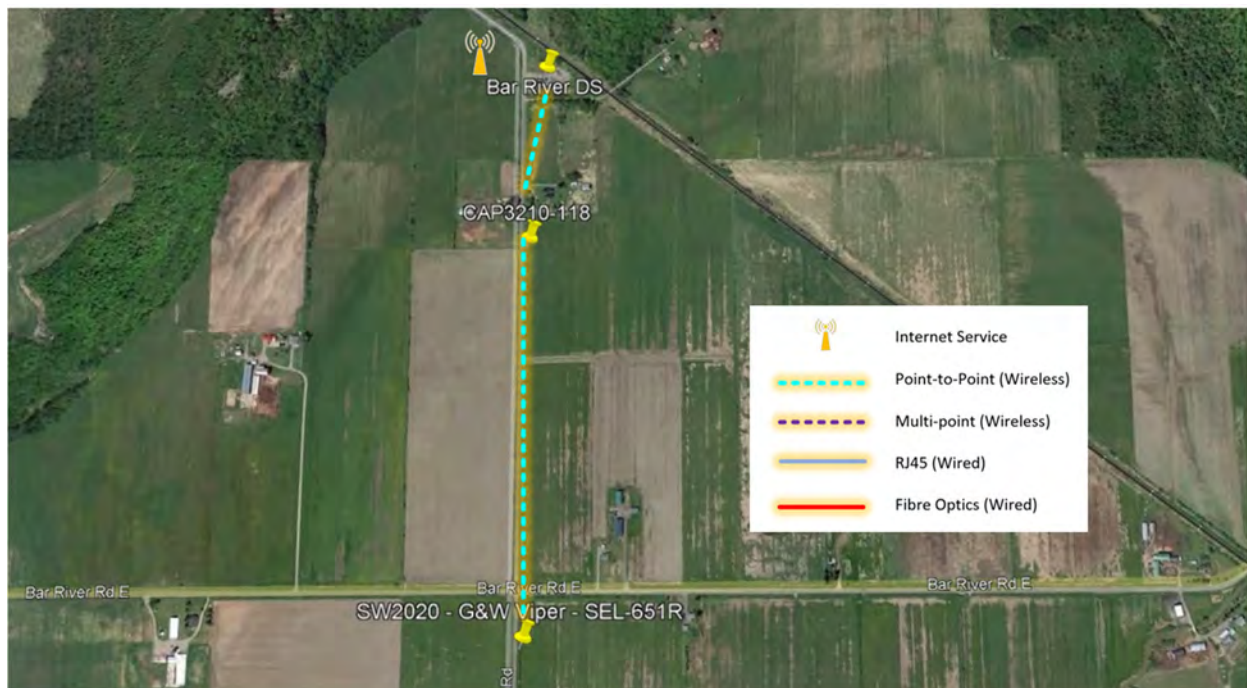 Bar River DS
CAP3210-118
Internet Service
Point-to-Point (Wireless)
Multi-point (Wireless)
RJ45 (Wired)
Fibre Optics (Wired)
Bar River Rd E
Bar River Rd E
Bar River Rd E
SW2020 - G&W Viper - SEL-651R
Rd